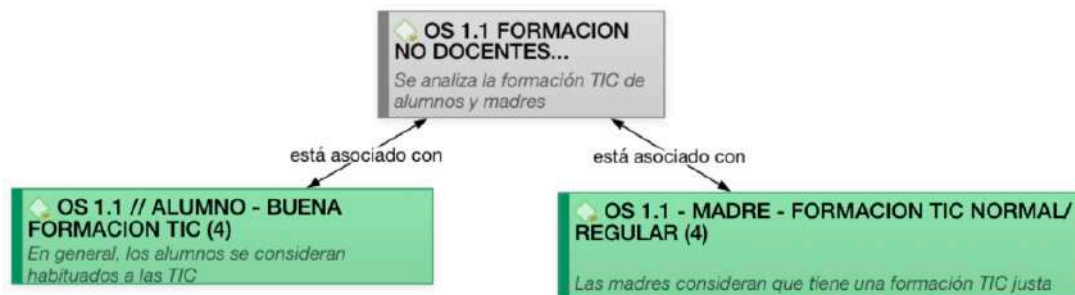 OS 1.1 FORMACION
NO DOCENTES...
Se analiza la formación TIC de
alumnos y madres
está asociado con
está asociado con
OS 1.1 // ALUMNO - BUENA
FORMACION TIC (4)
En general, los alumnos se consideran
habituados a las TIC
OS 1.1 - MADRE - FORMACION TIC NORMAL/
REGULAR (4)
Las madres consideran que tiene una formación TIC justa